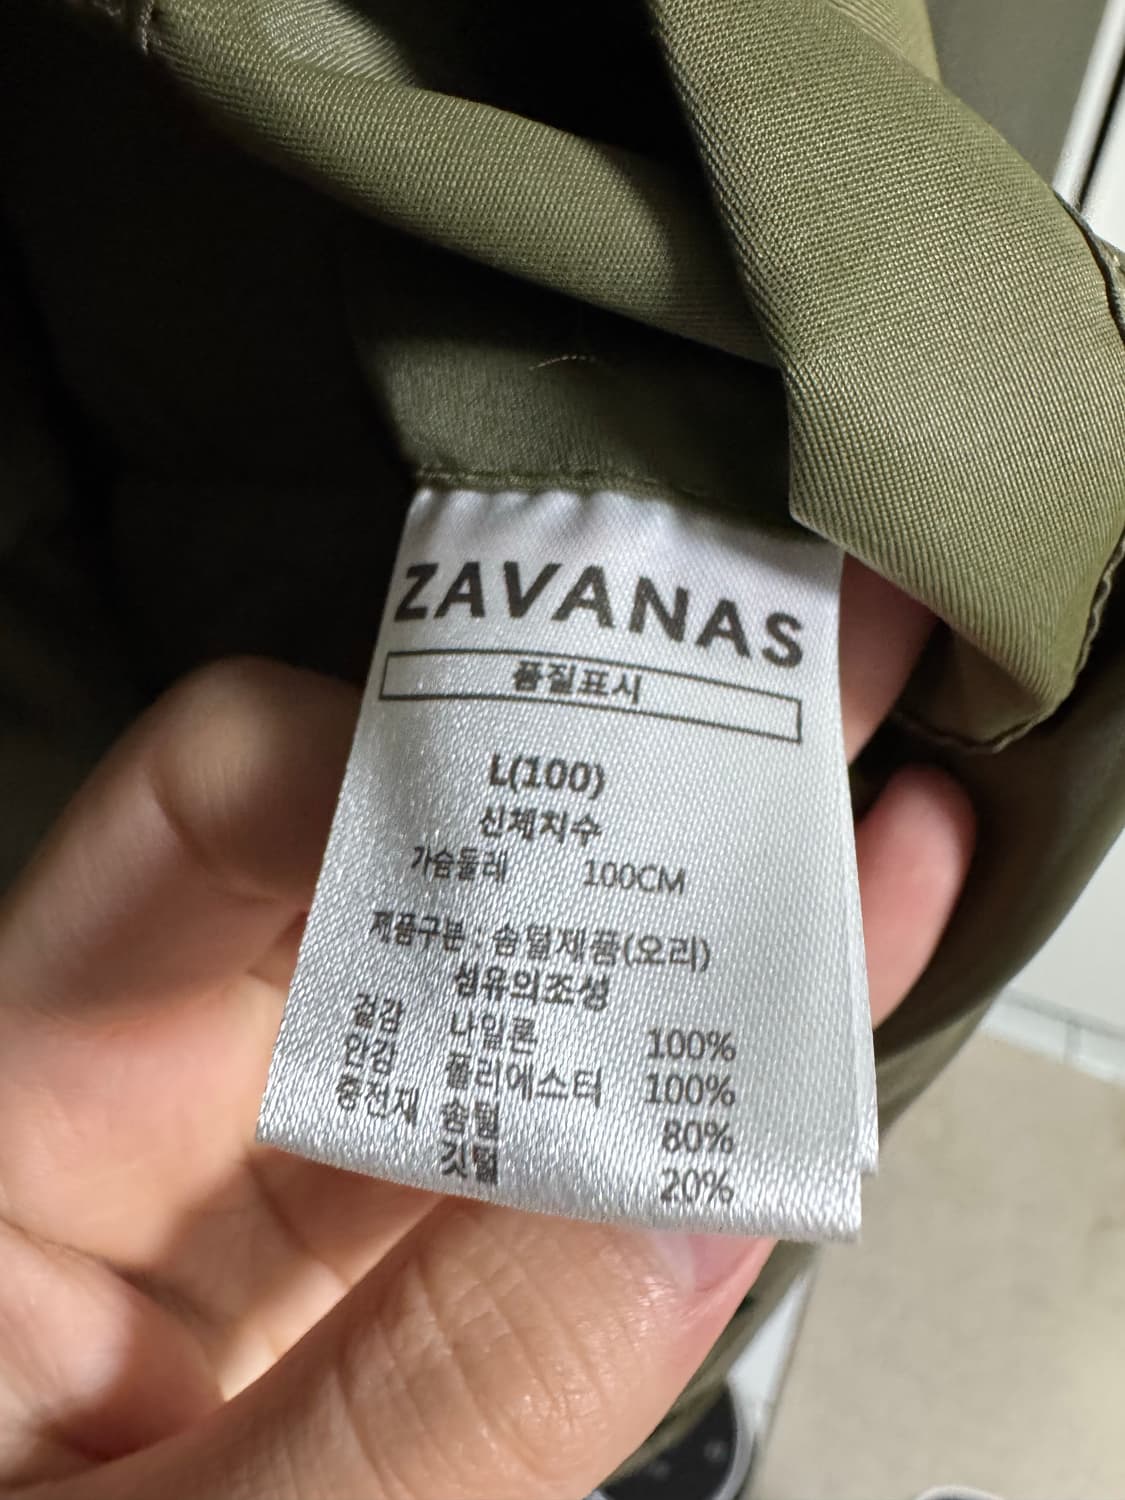 ZAVANAS
품질표시
L(100)
신체치수
가슴둘레 100CM
제품구분 : 솜털제품(오리)
섬유의조성
겉감 나일론 100%
안감 폴리에스터 100%
충전재 솜털 80%
깃털 20%